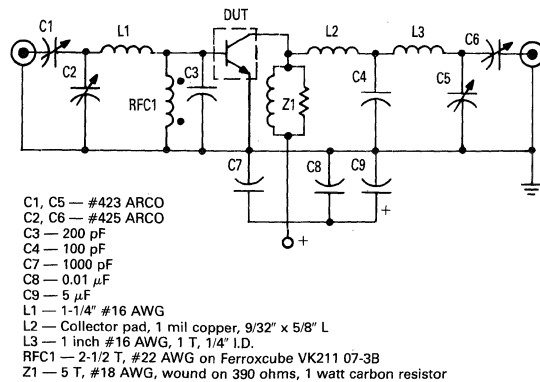 DUT
C1
L1
L2
L3
C6
C2
RFC1
C3
Z1
C4
C5
C7
C8
C9
+
+
C1, C5 — #423 ARCO
C2, C6 — #425 ARCO
C3 — 200 pF
C4 — 100 pF
C7 — 1000 pF
C8 — 0.01 μF
C9 — 5 μF
L1 — 1-1/4" #16 AWG
L2 — Collector pad, 1 mil copper, 9/32" x 5/8" L
L3 — 1 inch #16 AWG, 1 T, 1/4" I.D.
RFC1 — 2-1/2 T, #22 AWG on Ferroxcube VK211 07-3B
Z1 — 5 T, #18 AWG, wound on 390 ohms, 1 watt carbon resistor